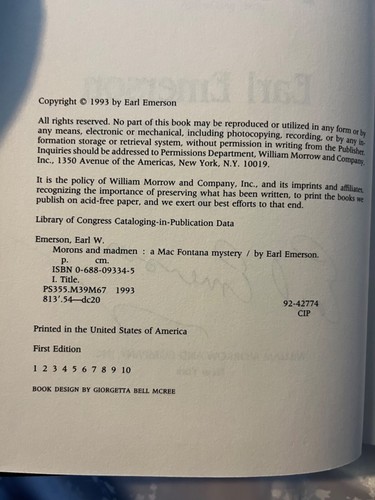 Copyright © 1993 by Earl Emerson
All rights reserved. No part of this book may be reproduced or utilized in any form or by
any means, electronic or mechanical, including photocopying, recording, or by any in-
formation storage or retrieval system, without permission in writing from the Publisher.
Inquiries should be addressed to Permissions Department, William Morrow and Company,
Inc., 1350 Avenue of the Americas, New York, N.Y. 10019.
It is the policy of William Morrow and Company, Inc., and its imprints and affiliates,
recognizing the importance of preserving what has been written, to print the books we
publish on acid-free paper, and we exert our best efforts to that end.
Library of Congress Cataloging-in-Publication Data
Emerson, Earl W.
Morons and madmen : a Mac Fontana mystery / by Earl Emerson.
p. cm.
ISBN 0-688-09334-5
I. Title.
PS355.M39M67 1993
813'.54—dc20 92-42774
CIP
Printed in the United States of America
First Edition
1 2 3 4 5 6 7 8 9 10
BOOK DESIGN BY GIORGETTA BELL MCREE